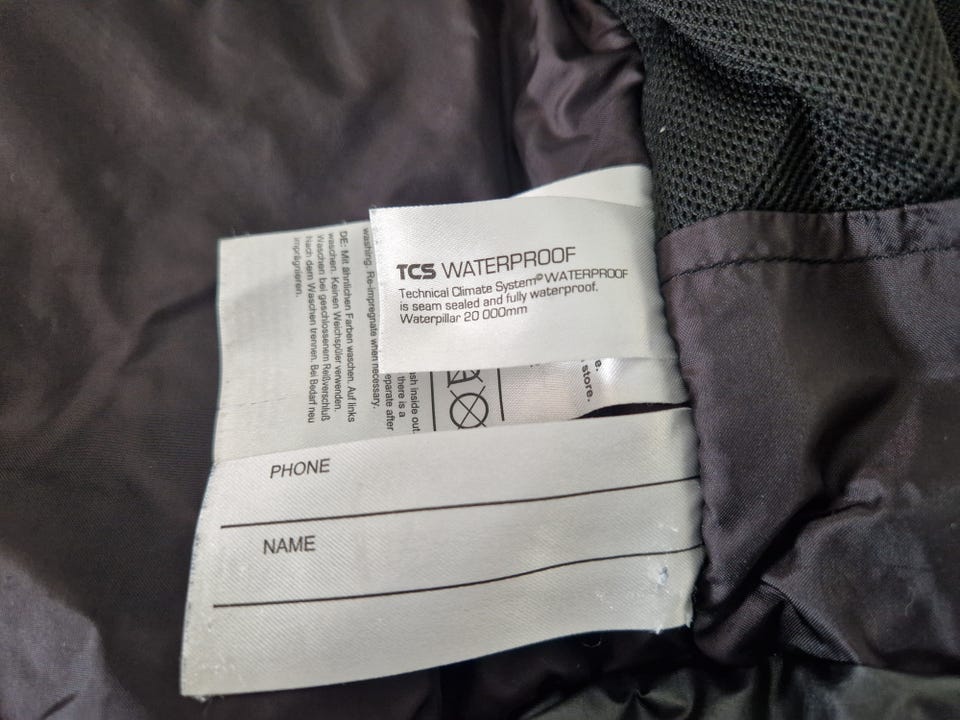 TCS WATERPROOF
Technical Climate System© WATERPROOF
is seam sealed and fully waterproof.
Waterpillar 20 000mm
PHONE
NAME
DE: Mit ähnlichen Farben waschen. Auf links
waschen. Keinen Weichspüler verwenden.
Waschen bei geschlossenem Reißverschluß
Nach dem Waschen trennen. Bei Bedarf neu
imprägnieren.
inside out.
there is a
separate after
washing. Re-impregnate when necessary.
store.